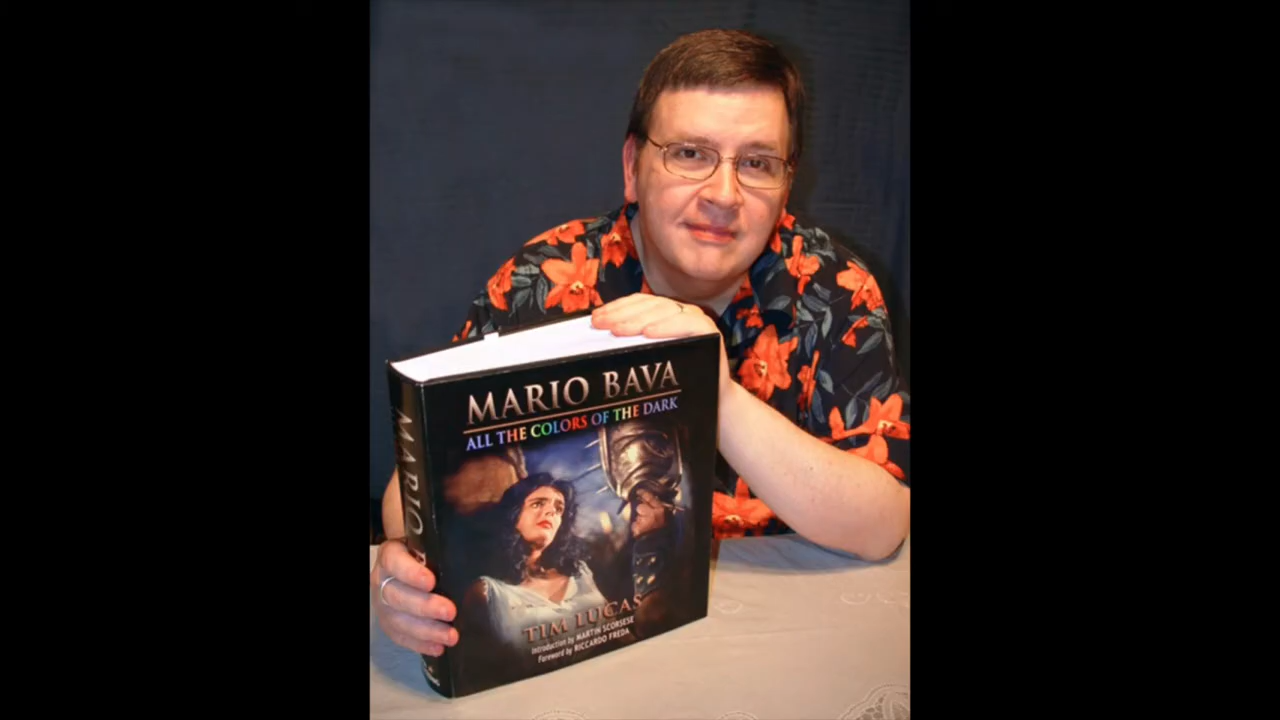 MARIO BAVA
ALL THE COLORS OF THE DARK
TIM LUCAS
Introduction by MARTIN SCORSESE
Foreword by RICCARDO FREDA
MARIO